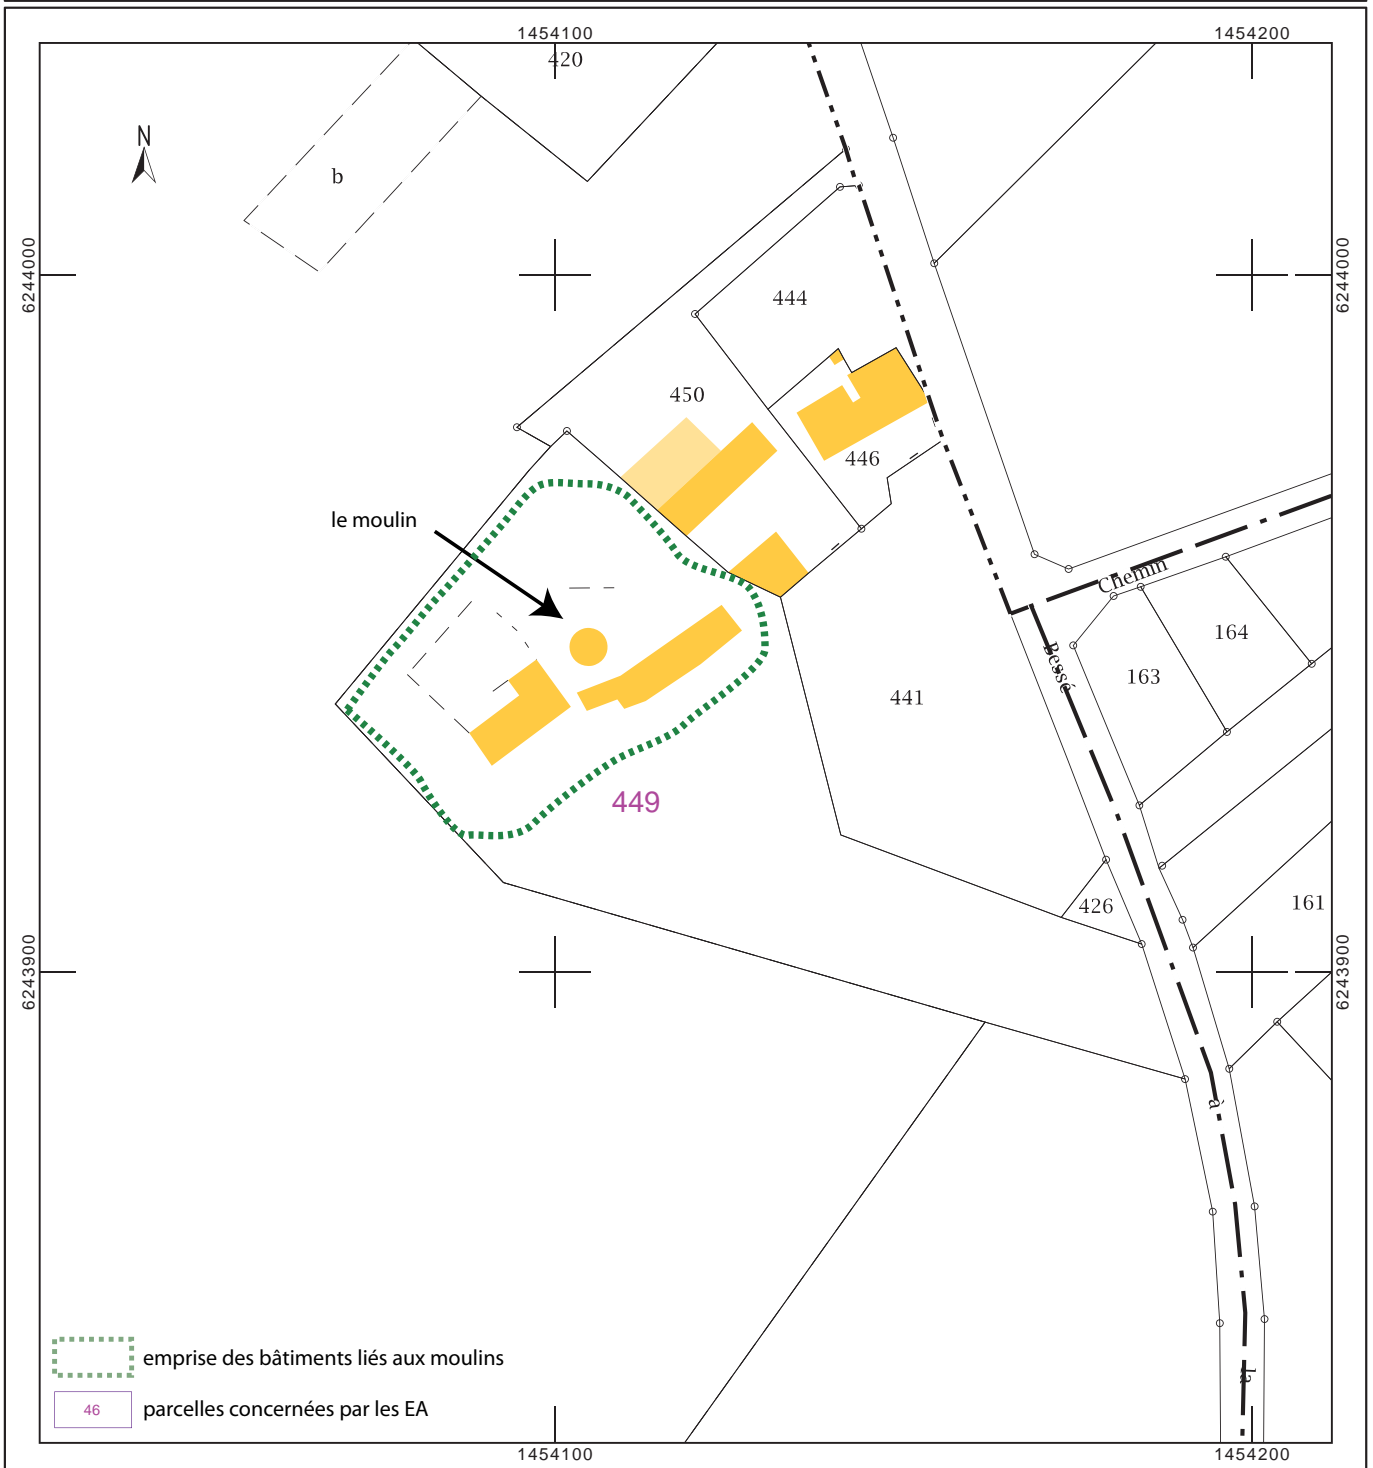 1454100
1454200
420
N
b
6244000
6244000
444
450
446
le moulin
Chemin
164
Bessé
163
441
449
426
161
6243900
6243900
à
la
emprise des bâtiments liés aux moulins
46
parcelles concernées par les EA
1454100
1454200